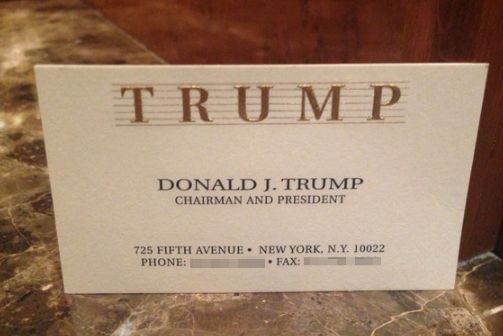 TRUMP
DONALD J. TRUMP
CHAIRMAN AND PRESIDENT
725 FIFTH AVENUE • NEW YORK, N.Y. 10022
PHONE: • FAX: